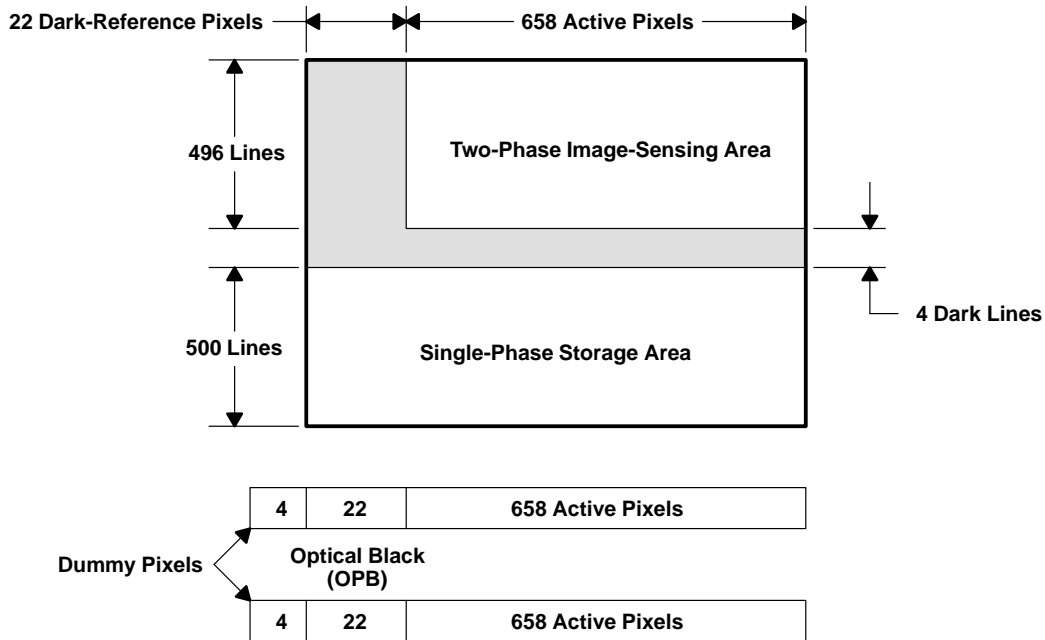 22 Dark-Reference Pixels
658 Active Pixels
496 Lines
Two-Phase Image-Sensing Area
4 Dark Lines
500 Lines
Single-Phase Storage Area
4 22 658 Active Pixels
Dummy Pixels
Optical Black
(OPB)
4 22 658 Active Pixels